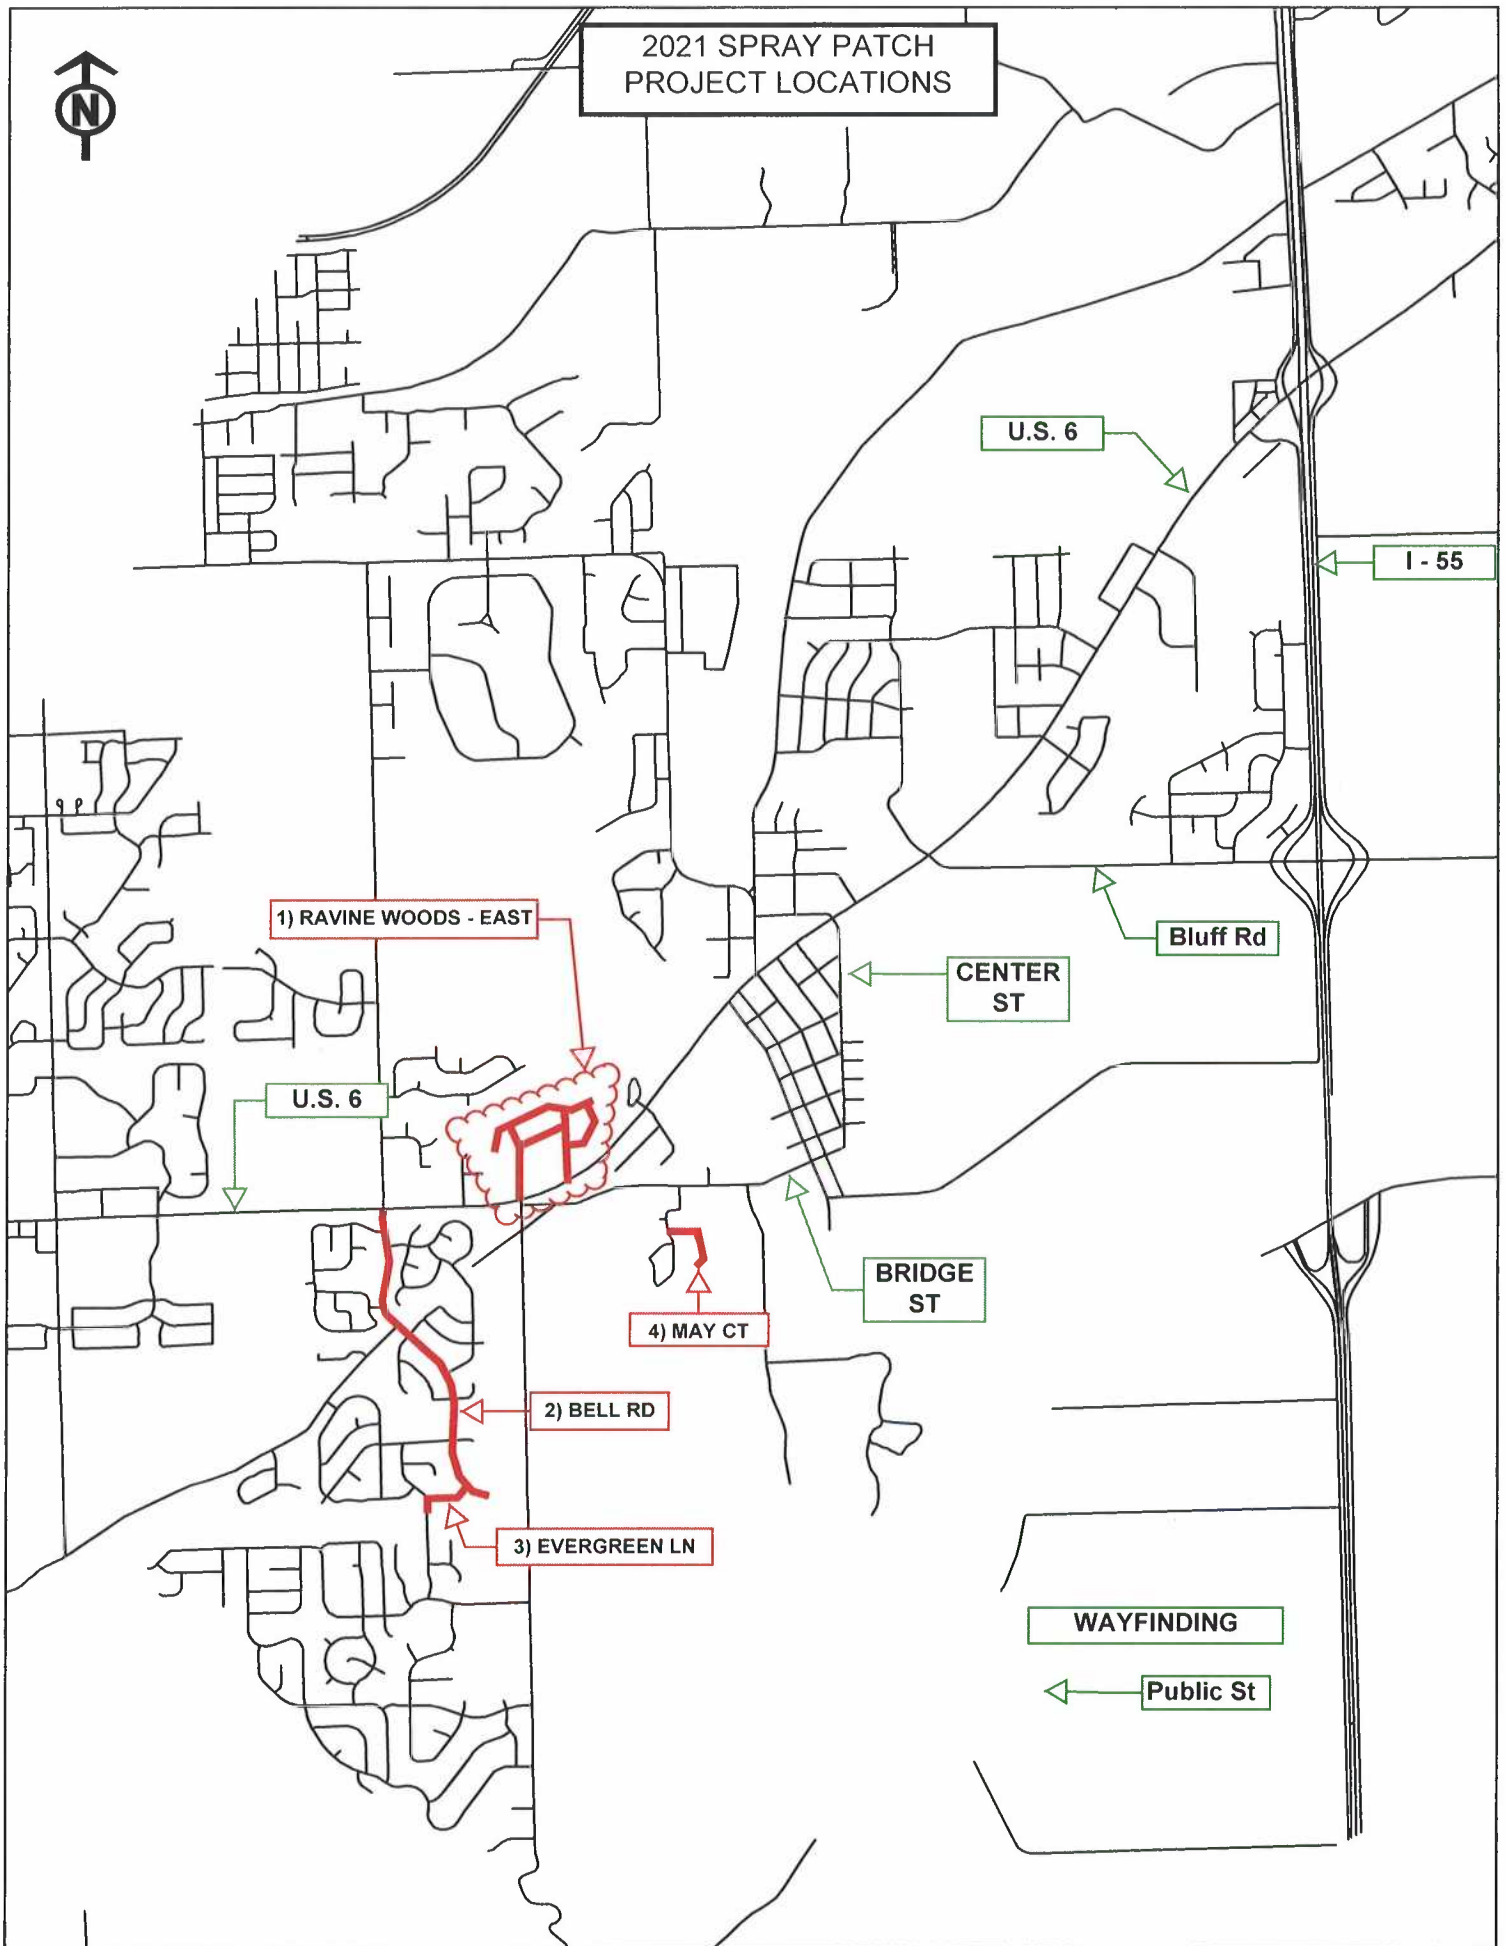 2021 SPRAY PATCH
PROJECT LOCATIONS
N
U.S. 6
I - 55
1) RAVINE WOODS - EAST
Bluff Rd
CENTER
ST
U.S. 6
BRIDGE
ST
4) MAY CT
2) BELL RD
3) EVERGREEN LN
WAYFINDING
Public St